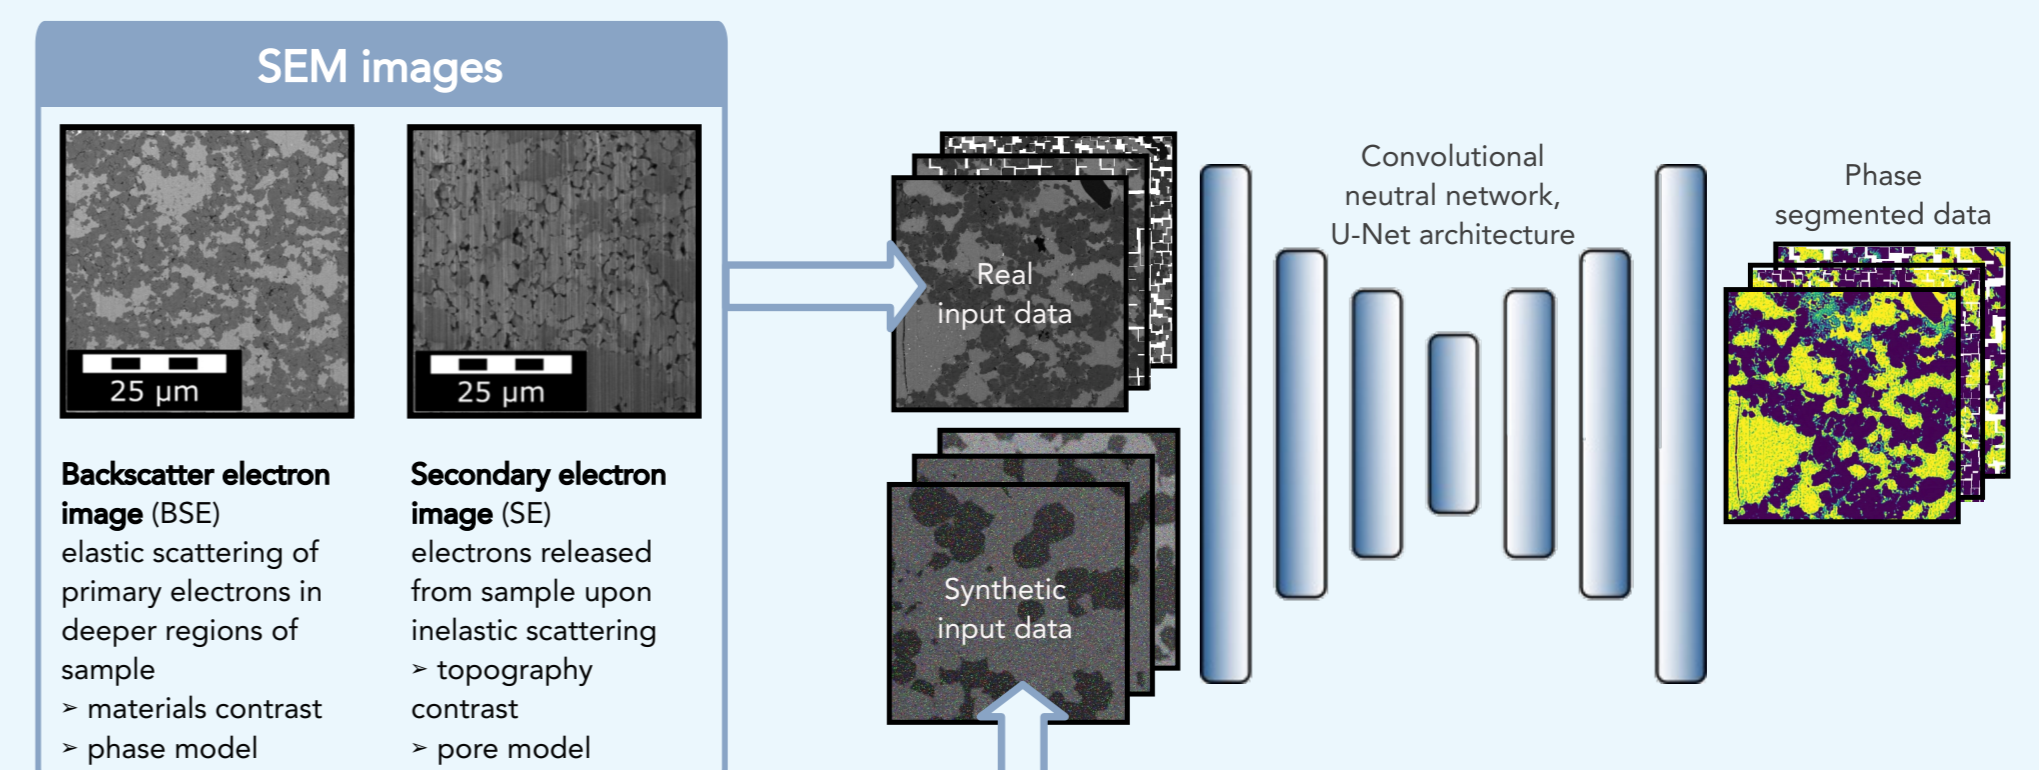 SEM images
25 µm
25 µm
Backscatter electron
image (BSE)
elastic scattering of
primary electrons in
deeper regions of
sample
➢ materials contrast
➢ phase model
Secondary electron
image (SE)
electrons released
from sample upon
inelastic scattering
➢ topography
contrast
➢ pore model
Real
input data
Synthetic
input data
Convolutional
neutral network,
U-Net architecture
Phase
segmented data